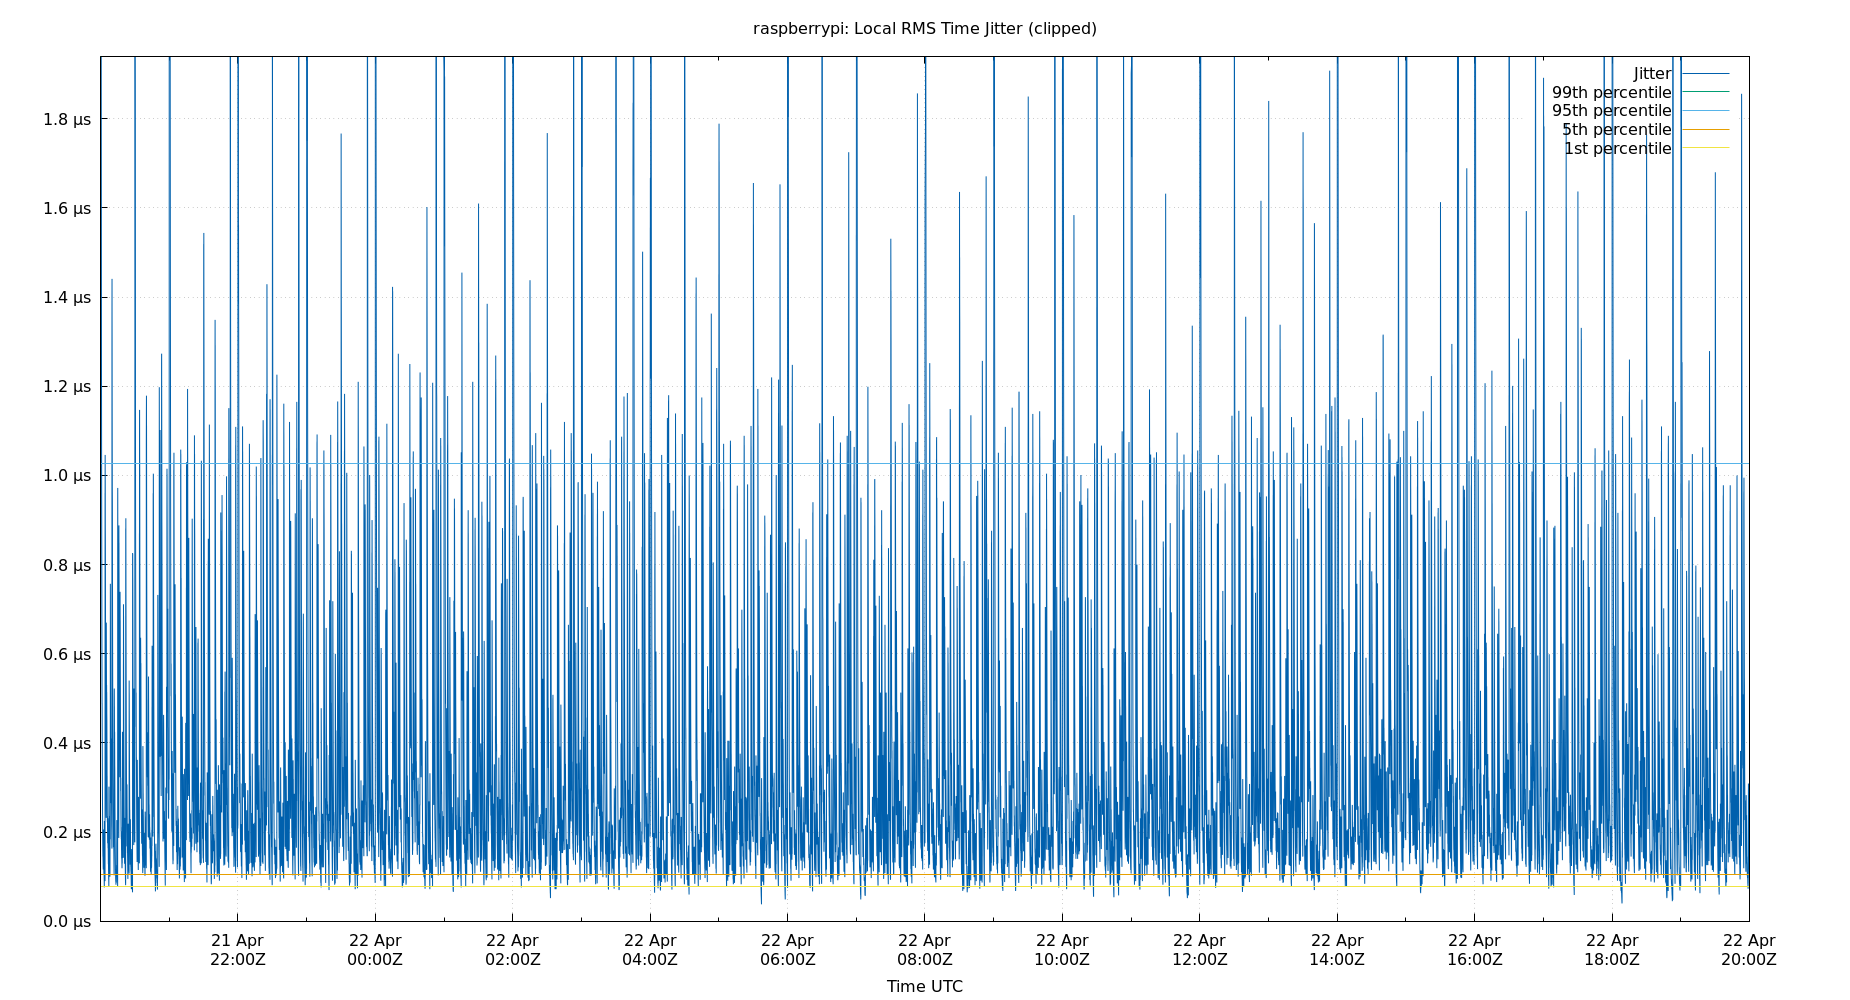 raspberrypi: Local RMS Time Jitter (clipped)
Jitter
99th percentile
95th percentile
5th percentile
1st percentile
1.8 µs
1.6 µs
1.4 µs
1.2 µs
1.0 µs
0.8 µs
0.6 µs
0.4 µs
0.2 µs
0.0 µs
21 Apr 22 Apr 22 Apr 22 Apr 22 Apr 22 Apr 22 Apr 22 Apr 22 Apr 22 Apr 22 Apr 22 Apr
22:00Z 00:00Z 02:00Z 04:00Z 06:00Z 08:00Z 10:00Z 12:00Z 14:00Z 16:00Z 18:00Z 20:00Z
Time UTC